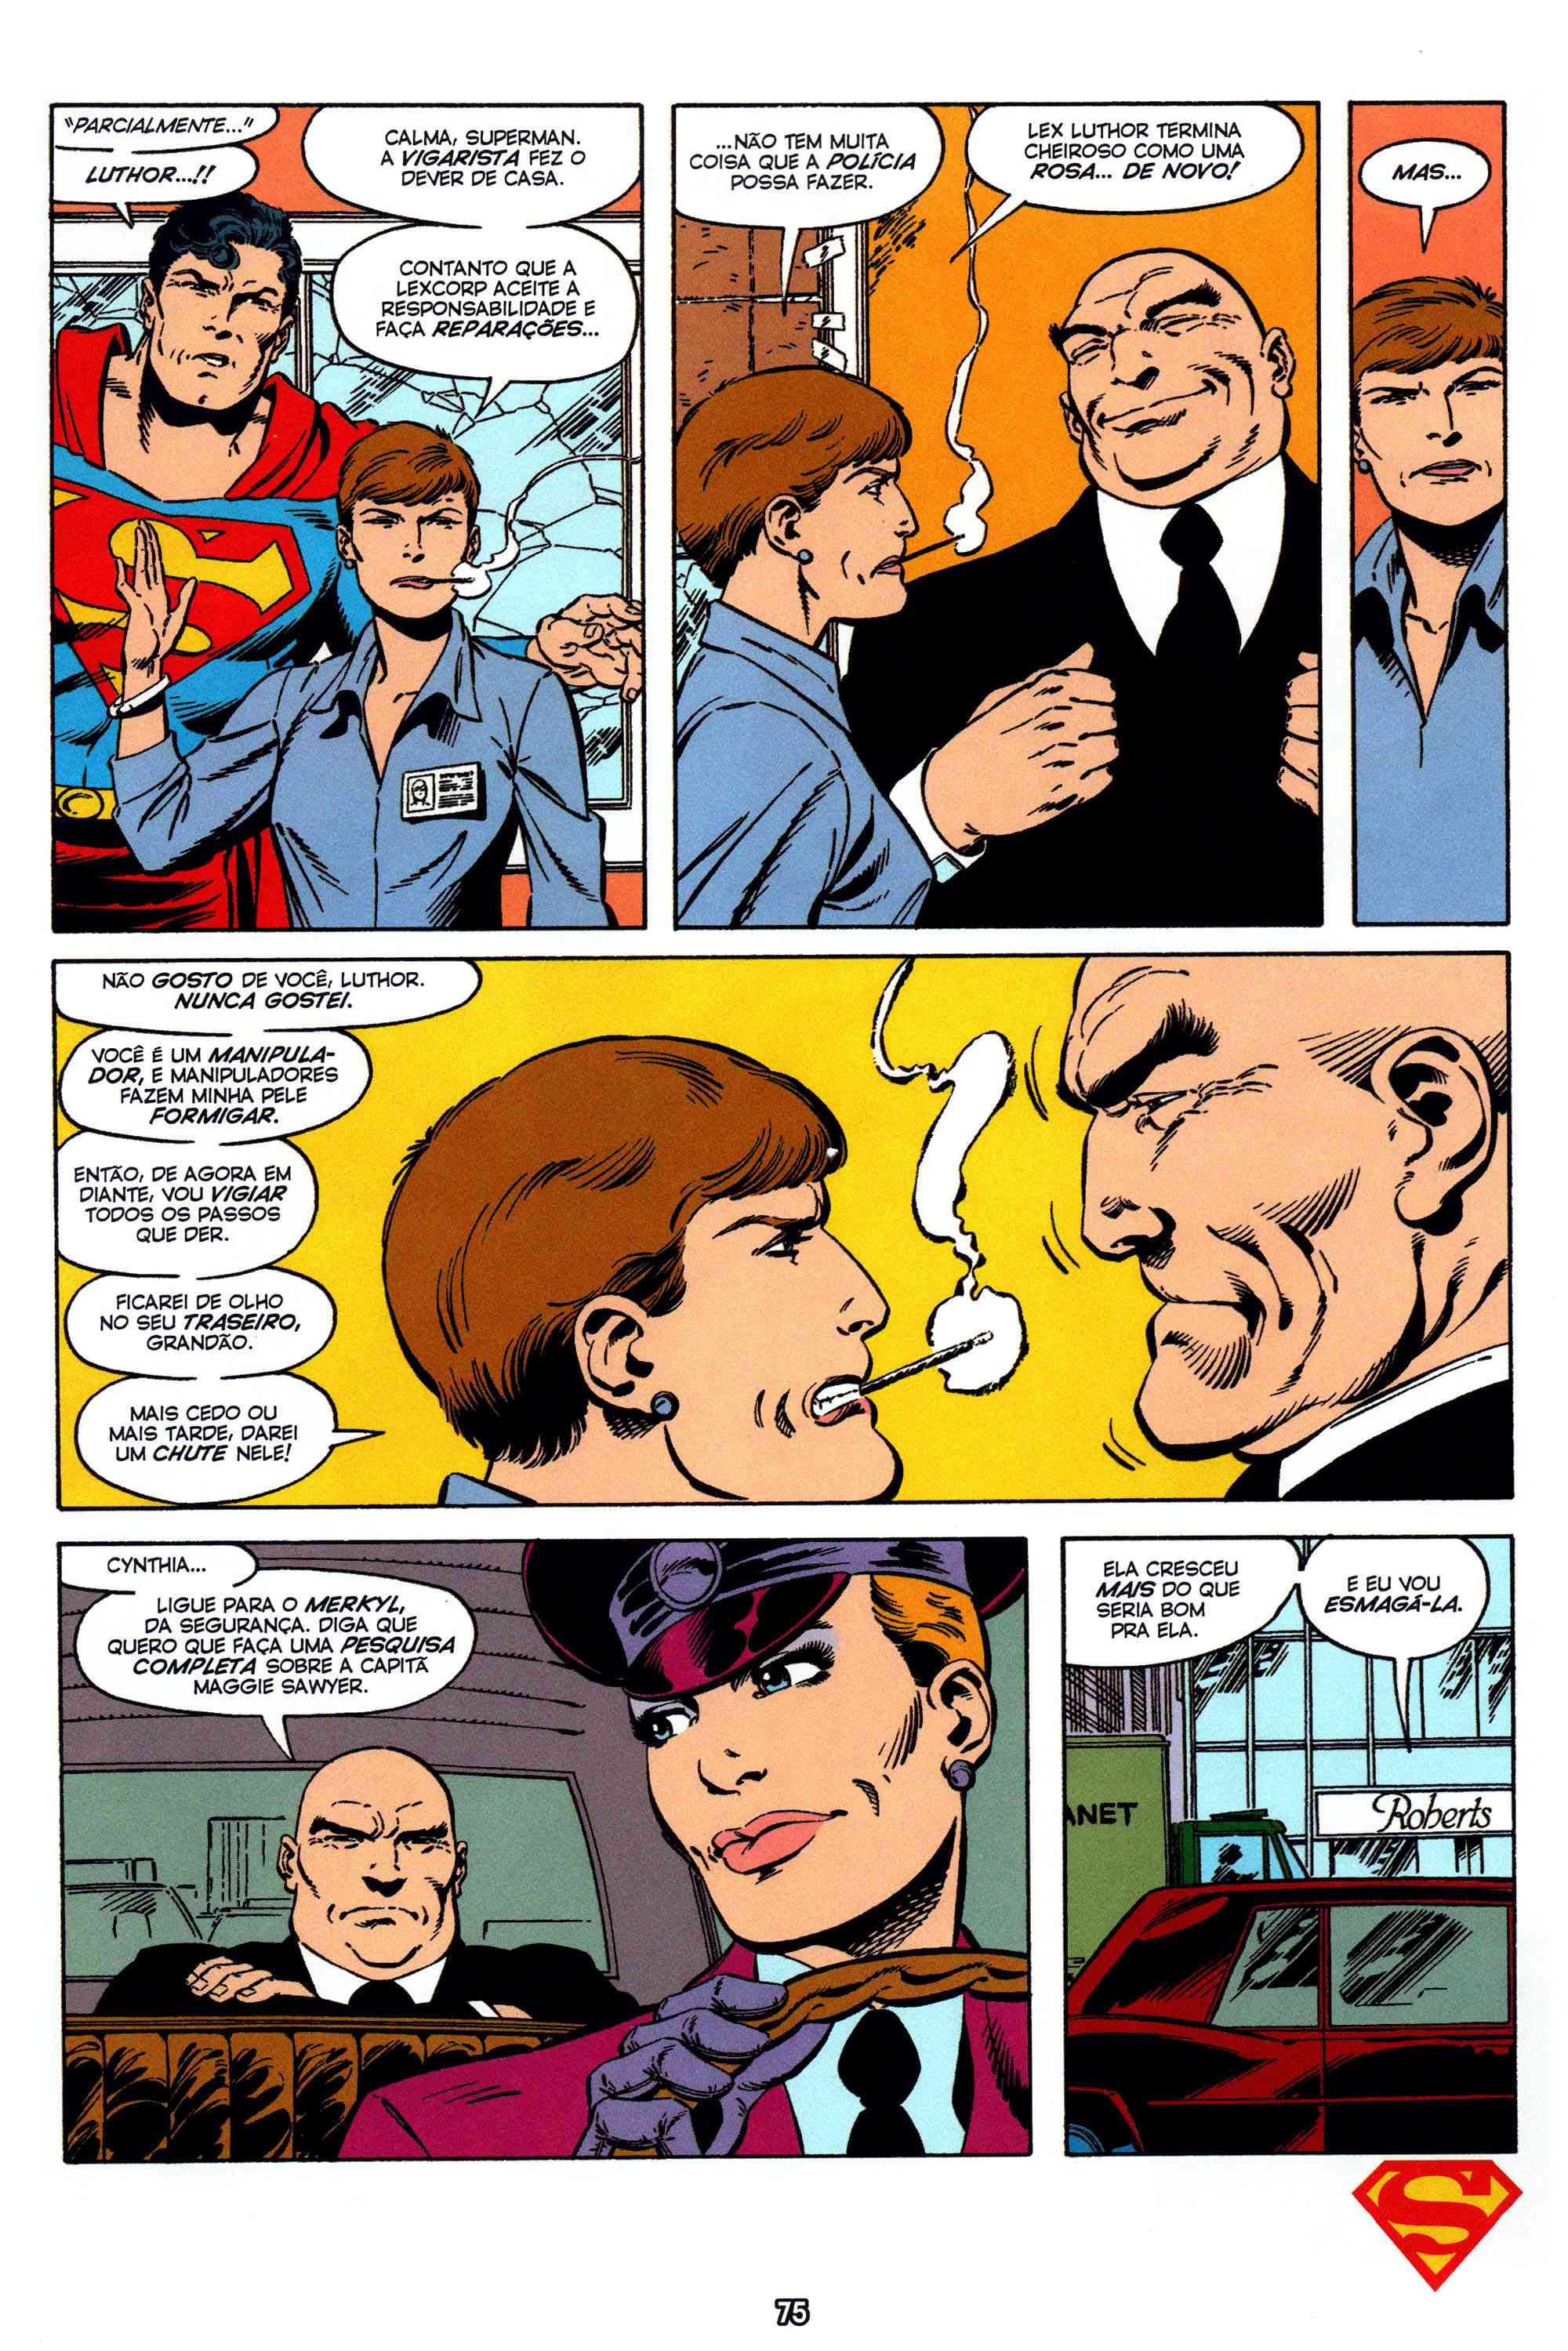 "PARCIALMENTE..."
LUTHOR...!!
CALMA, SUPERMAN.
A VIGARISTA FEZ O
DEVER DE CASA.
CONTANTO QUE A
LEXCORP ACEITE A
RESPONSABILIDADE E
FAÇA REPARAÇÕES...
...NÃO TEM MUITA
COISA QUE A POLÍCIA
POSSA FAZER.
LEX LUTHOR TERMINA
CHEIROSO COMO UMA
ROSA... DE NOVO!
MAS...
NÃO GOSTO DE VOCÊ, LUTHOR.
NUNCA GOSTEI.
VOCÊ É UM MANIPULA-
DOR, E MANIPULADORES
FAZEM MINHA PELE
FORMIGAR.
ENTÃO, DE AGORA EM
DIANTE, VOU VIGIAR
TODOS OS PASSOS
QUE DER.
FICAREI DE OLHO
NO SEU TRASEIRO,
GRANDÃO.
MAIS CEDO OU
MAIS TARDE, DAREI
UM CHUTE NELE!
CYNTHIA...
LIGUE PARA O MERKYL,
DA SEGURANÇA. DIGA QUE
QUERO QUE FAÇA UMA PESQUISA
COMPLETA SOBRE A CAPITÃ
MAGGIE SAWYER.
ELA CRESCEU
MAIS DO QUE
SERIA BOM
PRA ELA.
E EU VOU
ESMAGÁ-LA.
ANET
Roberts
S
75